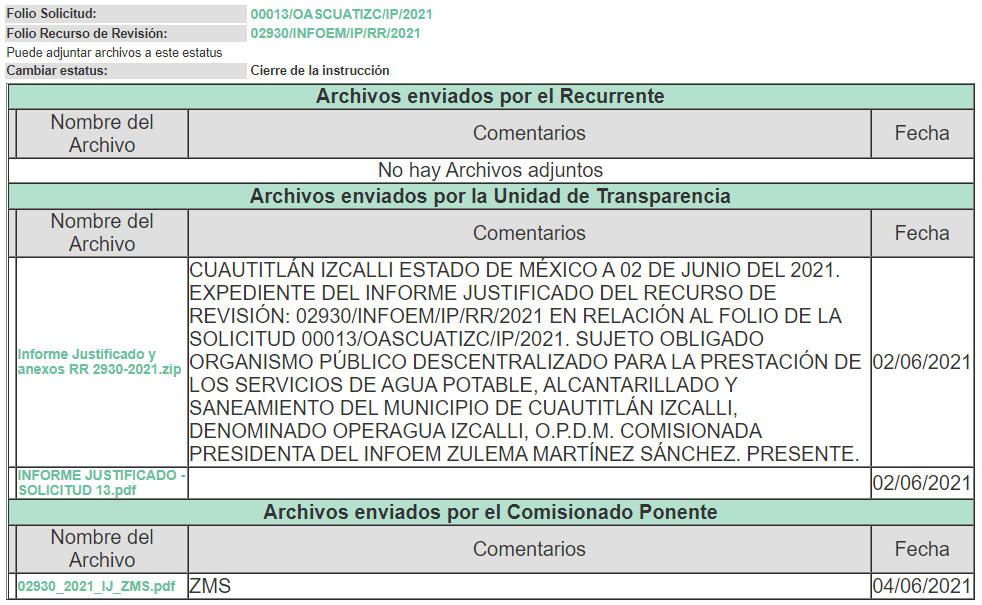 Folio Solicitud: 00013/OASCUATIZC/IP/2021
Folio Recurso de Revisión: 02930/INFOEM/IP/RR/2021
Puede adjuntar archivos a este estatus
Cambiar estatus: Cierre de la instrucción
Archivos enviados por el Recurrente
Nombre del
Archivo
Comentarios
Fecha
No hay Archivos adjuntos
Archivos enviados por la Unidad de Transparencia
Nombre del
Archivo
Comentarios
Fecha
Informe Justificado y
anexos RR 2930-2021.zip
CUAUTITLÁN IZCALLI ESTADO DE MÉXICO A 02 DE JUNIO DEL 2021.
EXPEDIENTE DEL INFORME JUSTIFICADO DEL RECURSO DE
REVISIÓN: 02930/INFOEM/IP/RR/2021 EN RELACIÓN AL FOLIO DE LA
SOLICITUD 00013/OASCUATIZC/IP/2021. SUJETO OBLIGADO
ORGANISMO PÚBLICO DESCENTRALIZADO PARA LA PRESTACIÓN DE
LOS SERVICIOS DE AGUA POTABLE, ALCANTARILLADO Y
SANEAMIENTO DEL MUNICIPIO DE CUAUTITLÁN IZCALLI,
DENOMINADO OPERAGUA IZCALLI, O.P.D.M. COMISIONADA
PRESIDENTA DEL INFOEM ZULEMA MARTÍNEZ SÁNCHEZ. PRESENTE.
02/06/2021
INFORME JUSTIFICADO -
SOLICITUD 13.pdf
02/06/2021
Archivos enviados por el Comisionado Ponente
Nombre del
Archivo
Comentarios
Fecha
02930_2021_IJ_ZMS.pdf
ZMS
04/06/2021